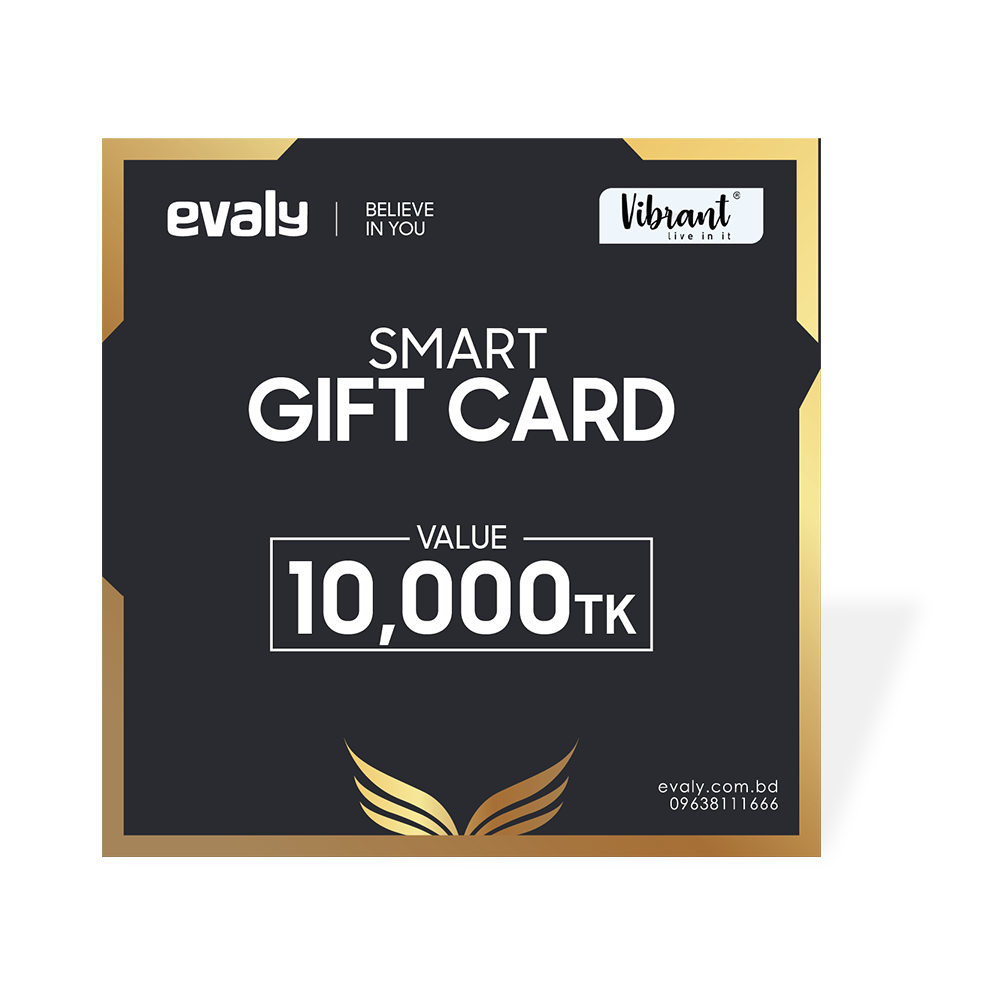 evaly
BELIEVE
IN YOU
Vibrant®
live in it
SMART
GIFT CARD
VALUE
10,000TK
evaly.com.bd
09638111666